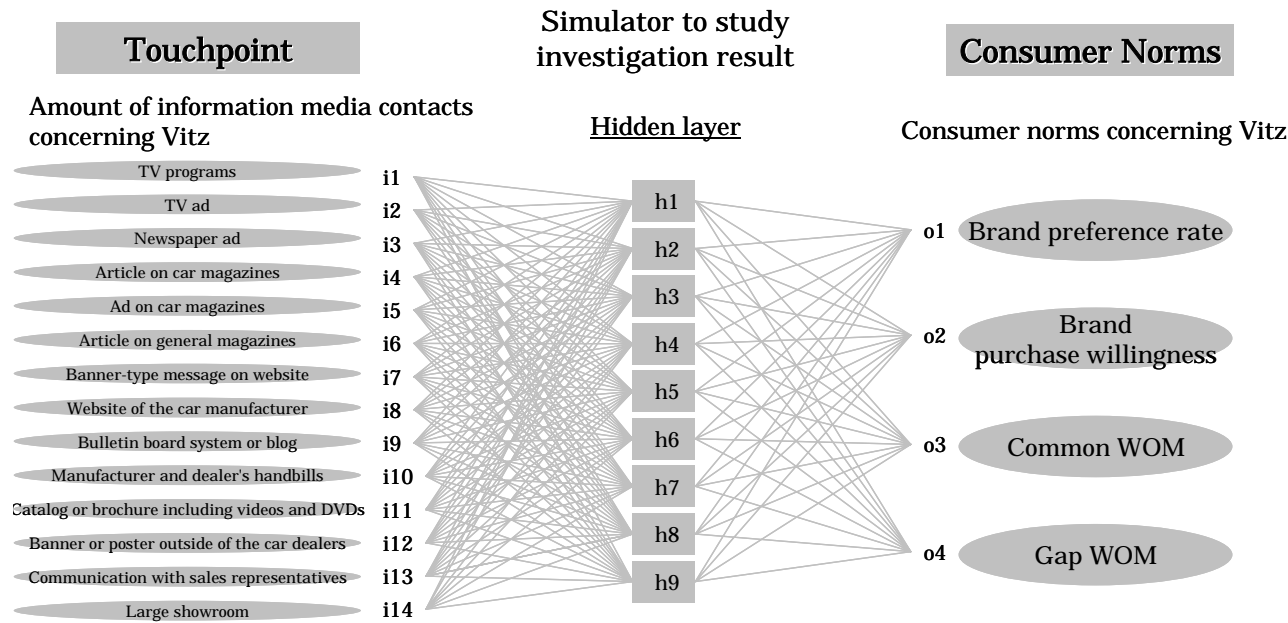 Touchpoint
Simulator to study
investigation result
Consumer Norms
Amount of information media contacts
concerning Vitz
Hidden layer
Consumer norms concerning Vitz
TV programs
i1
TV ad
i2
Newspaper ad
i3
Article on car magazines
i4
Ad on car magazines
i5
Article on general magazines
i6
Banner-type message on website
i7
Website of the car manufacturer
i8
Bulletin board system or blog
i9
Manufacturer and dealer's handbills
i10
Catalog or brochure including videos and DVDs
i11
Banner or poster outside of the car dealers
i12
Communication with sales representatives
i13
Large showroom
i14
h1
h2
h3
h4
h5
h6
h7
h8
h9
o1
Brand preference rate
o2
Brand
purchase willingness
o3
Common WOM
o4
Gap WOM